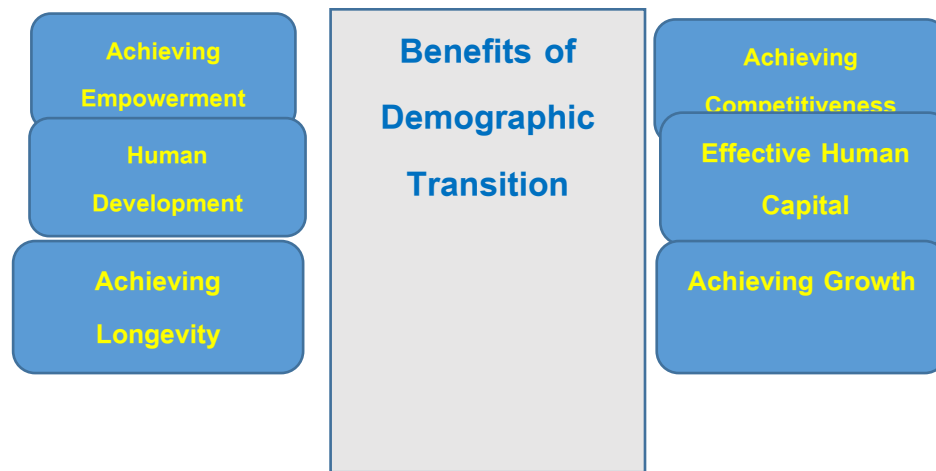 Achieving
Empowerment
Human
Development
Achieving
Longevity
Benefits of
Demographic
Transition
Achieving
Competitiveness
Effective Human
Capital
Achieving Growth